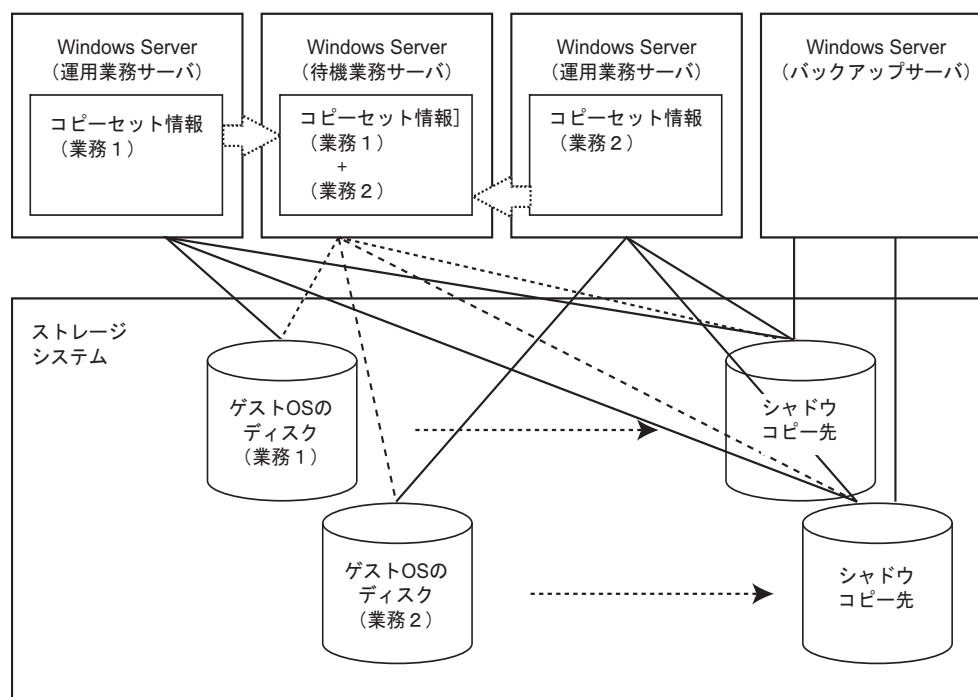 Windows Server
（運用業務サーバ）
コピーセット情報
（業務１）
Windows Server
（待機業務サーバ）
コピーセット情報］
（業務１）
+
（業務２）
Windows Server
（運用業務サーバ）
コピーセット情報
（業務２）
Windows Server
（バックアップサーバ）
ストレージ
システム
ゲストOSの
ディスク
（業務１）
シャドウ
コピー先
ゲストOSの
ディスク
（業務２）
シャドウ
コピー先